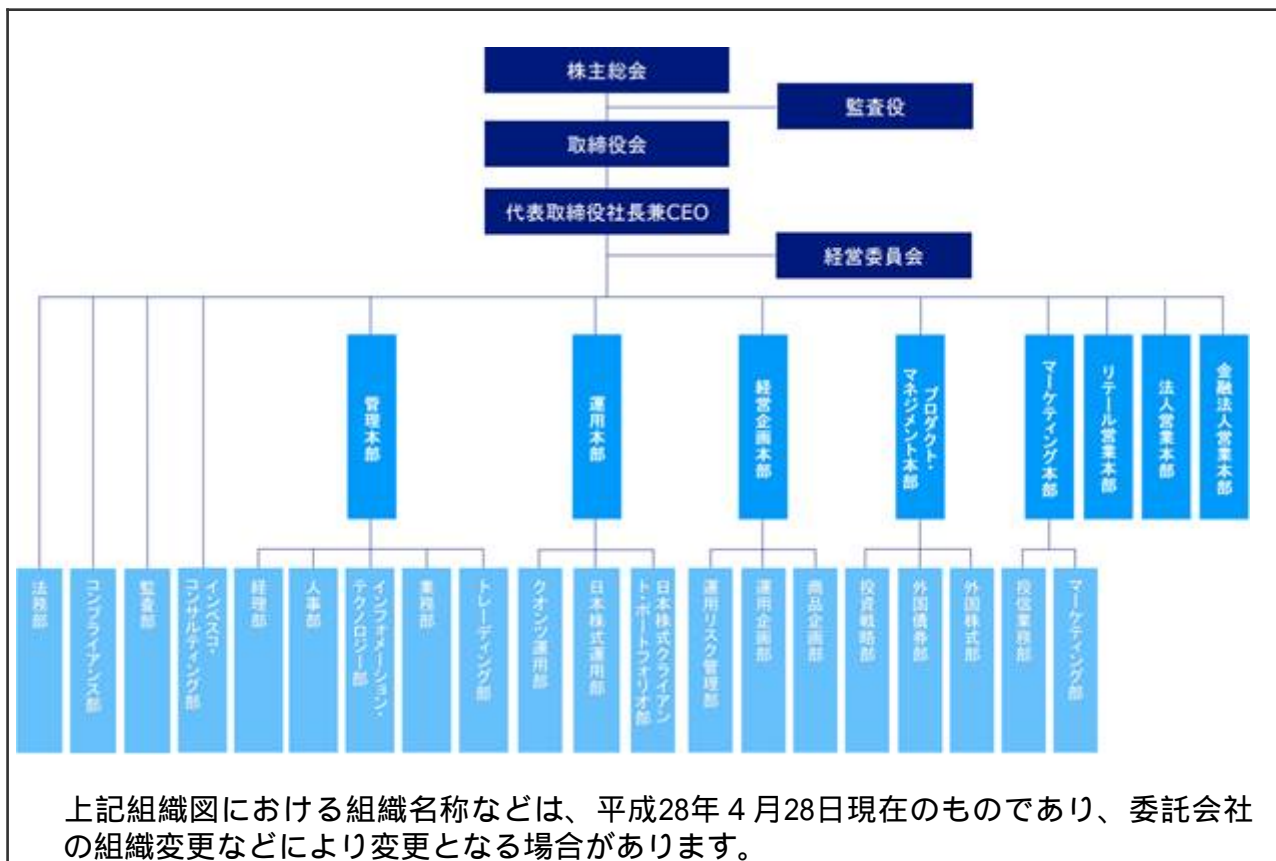 株主総会
監査役
取締役会
代表取締役社長兼CEO
経営委員会
管理本部
運用本部
経営企画本部
プロダクト・
マネジメント本部
マーケティング本部
リテール営業本部
法人営業本部
金融法人営業本部
法務部
コンプライアンス部
監査部
インベスコ・
コンサルティング部
経理部
人事部
インフォメーション・
テクノロジー部
業務部
トレーディング部
クオンツ運用部
日本株式運用部
日本株式クライアン
ト・ポートフォリオ部
運用リスク管理部
運用企画部
商品企画部
投資戦略部
外国債券部
外国株式部
投信業務部
マーケティング部
上記組織図における組織名称などは、平成28年4月28日現在のものであり、委託会社
の組織変更などにより変更となる場合があります。